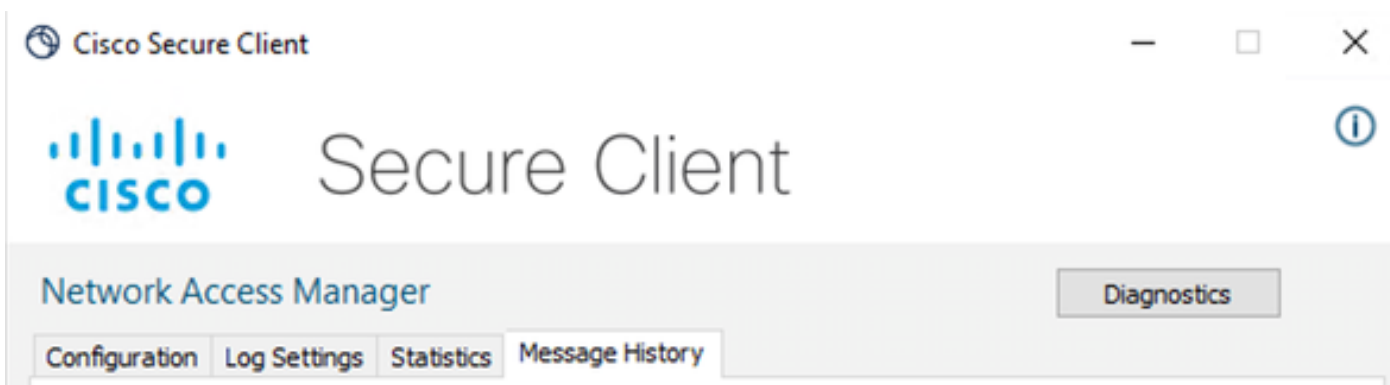 Cisco Secure Client
CISCO Secure Client
Network Access Manager Diagnostics
Configuration Log Settings Statistics Message History